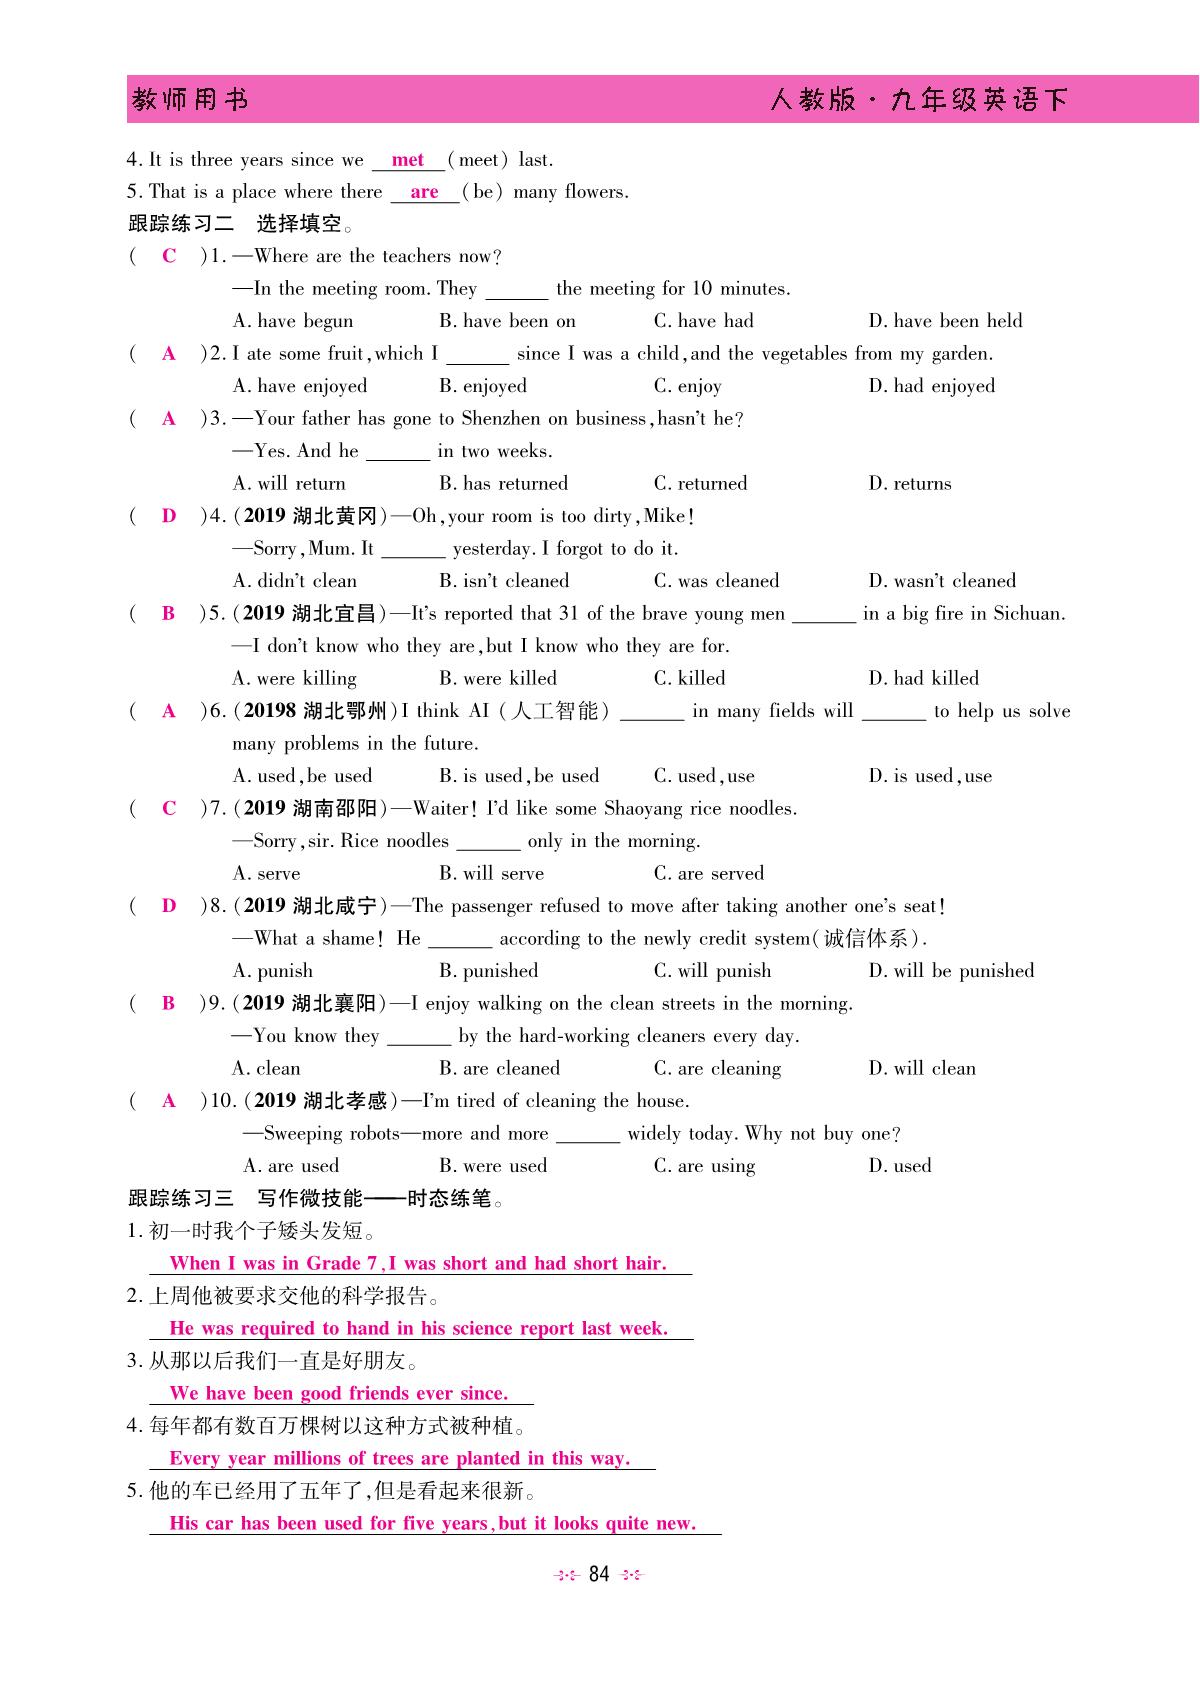 教师用书 人教版·九年级英语下
4. It is three years since we met (meet) last.
5. That is a place where there are (be) many flowers.
跟踪练习二 选择填空。
( C )1. —Where are the teachers now?
—In the meeting room. They ______ the meeting for 10 minutes.
A. have begun B. have been on C. have had D. have been held
( A )2. I ate some fruit, which I ______ since I was a child, and the vegetables from my garden.
A. have enjoyed B. enjoyed C. enjoy D. had enjoyed
( A )3. —Your father has gone to Shenzhen on business, hasn't he?
—Yes. And he ______ in two weeks.
A. will return B. has returned C. returned D. returns
( D )4. (2019 湖北黄冈)—Oh, your room is too dirty, Mike!
—Sorry, Mum. It ______ yesterday. I forgot to do it.
A. didn't clean B. isn't cleaned C. was cleaned D. wasn't cleaned
( B )5. (2019 湖北宜昌)—It's reported that 31 of the brave young men ______ in a big fire in Sichuan.
—I don't know who they are, but I know who they are for.
A. were killing B. were killed C. killed D. had killed
( A )6. (20198 湖北鄂州)I think AI (人工智能) ______ in many fields will ______ to help us solve
many problems in the future.
A. used, be used B. is used, be used C. used, use D. is used, use
( C )7. (2019 湖南邵阳)—Waiter! I'd like some Shaoyang rice noodles.
—Sorry, sir. Rice noodles ______ only in the morning.
A. serve B. will serve C. are served
( D )8. (2019 湖北咸宁)—The passenger refused to move after taking another one's seat!
—What a shame! He ______ according to the newly credit system(诚信体系).
A. punish B. punished C. will punish D. will be punished
( B )9. (2019 湖北襄阳)—I enjoy walking on the clean streets in the morning.
—You know they ______ by the hard-working cleaners every day.
A. clean B. are cleaned C. are cleaning D. will clean
( A )10. (2019 湖北孝感)—I'm tired of cleaning the house.
—Sweeping robots—more and more ______ widely today. Why not buy one?
A. are used B. were used C. are using D. used
跟踪练习三 写作微技能——时态练笔。
1. 初一时我个子矮头发短。
When I was in Grade 7, I was short and had short hair.
2. 上周他被要求交他的科学报告。
He was required to hand in his science report last week.
3. 从那以后我们一直是好朋友。
We have been good friends ever since.
4. 每年都有数百万棵树以这种方式被种植。
Every year millions of trees are planted in this way.
5. 他的车已经用了五年了,但是看起来很新。
His car has been used for five years, but it looks quite new.
84